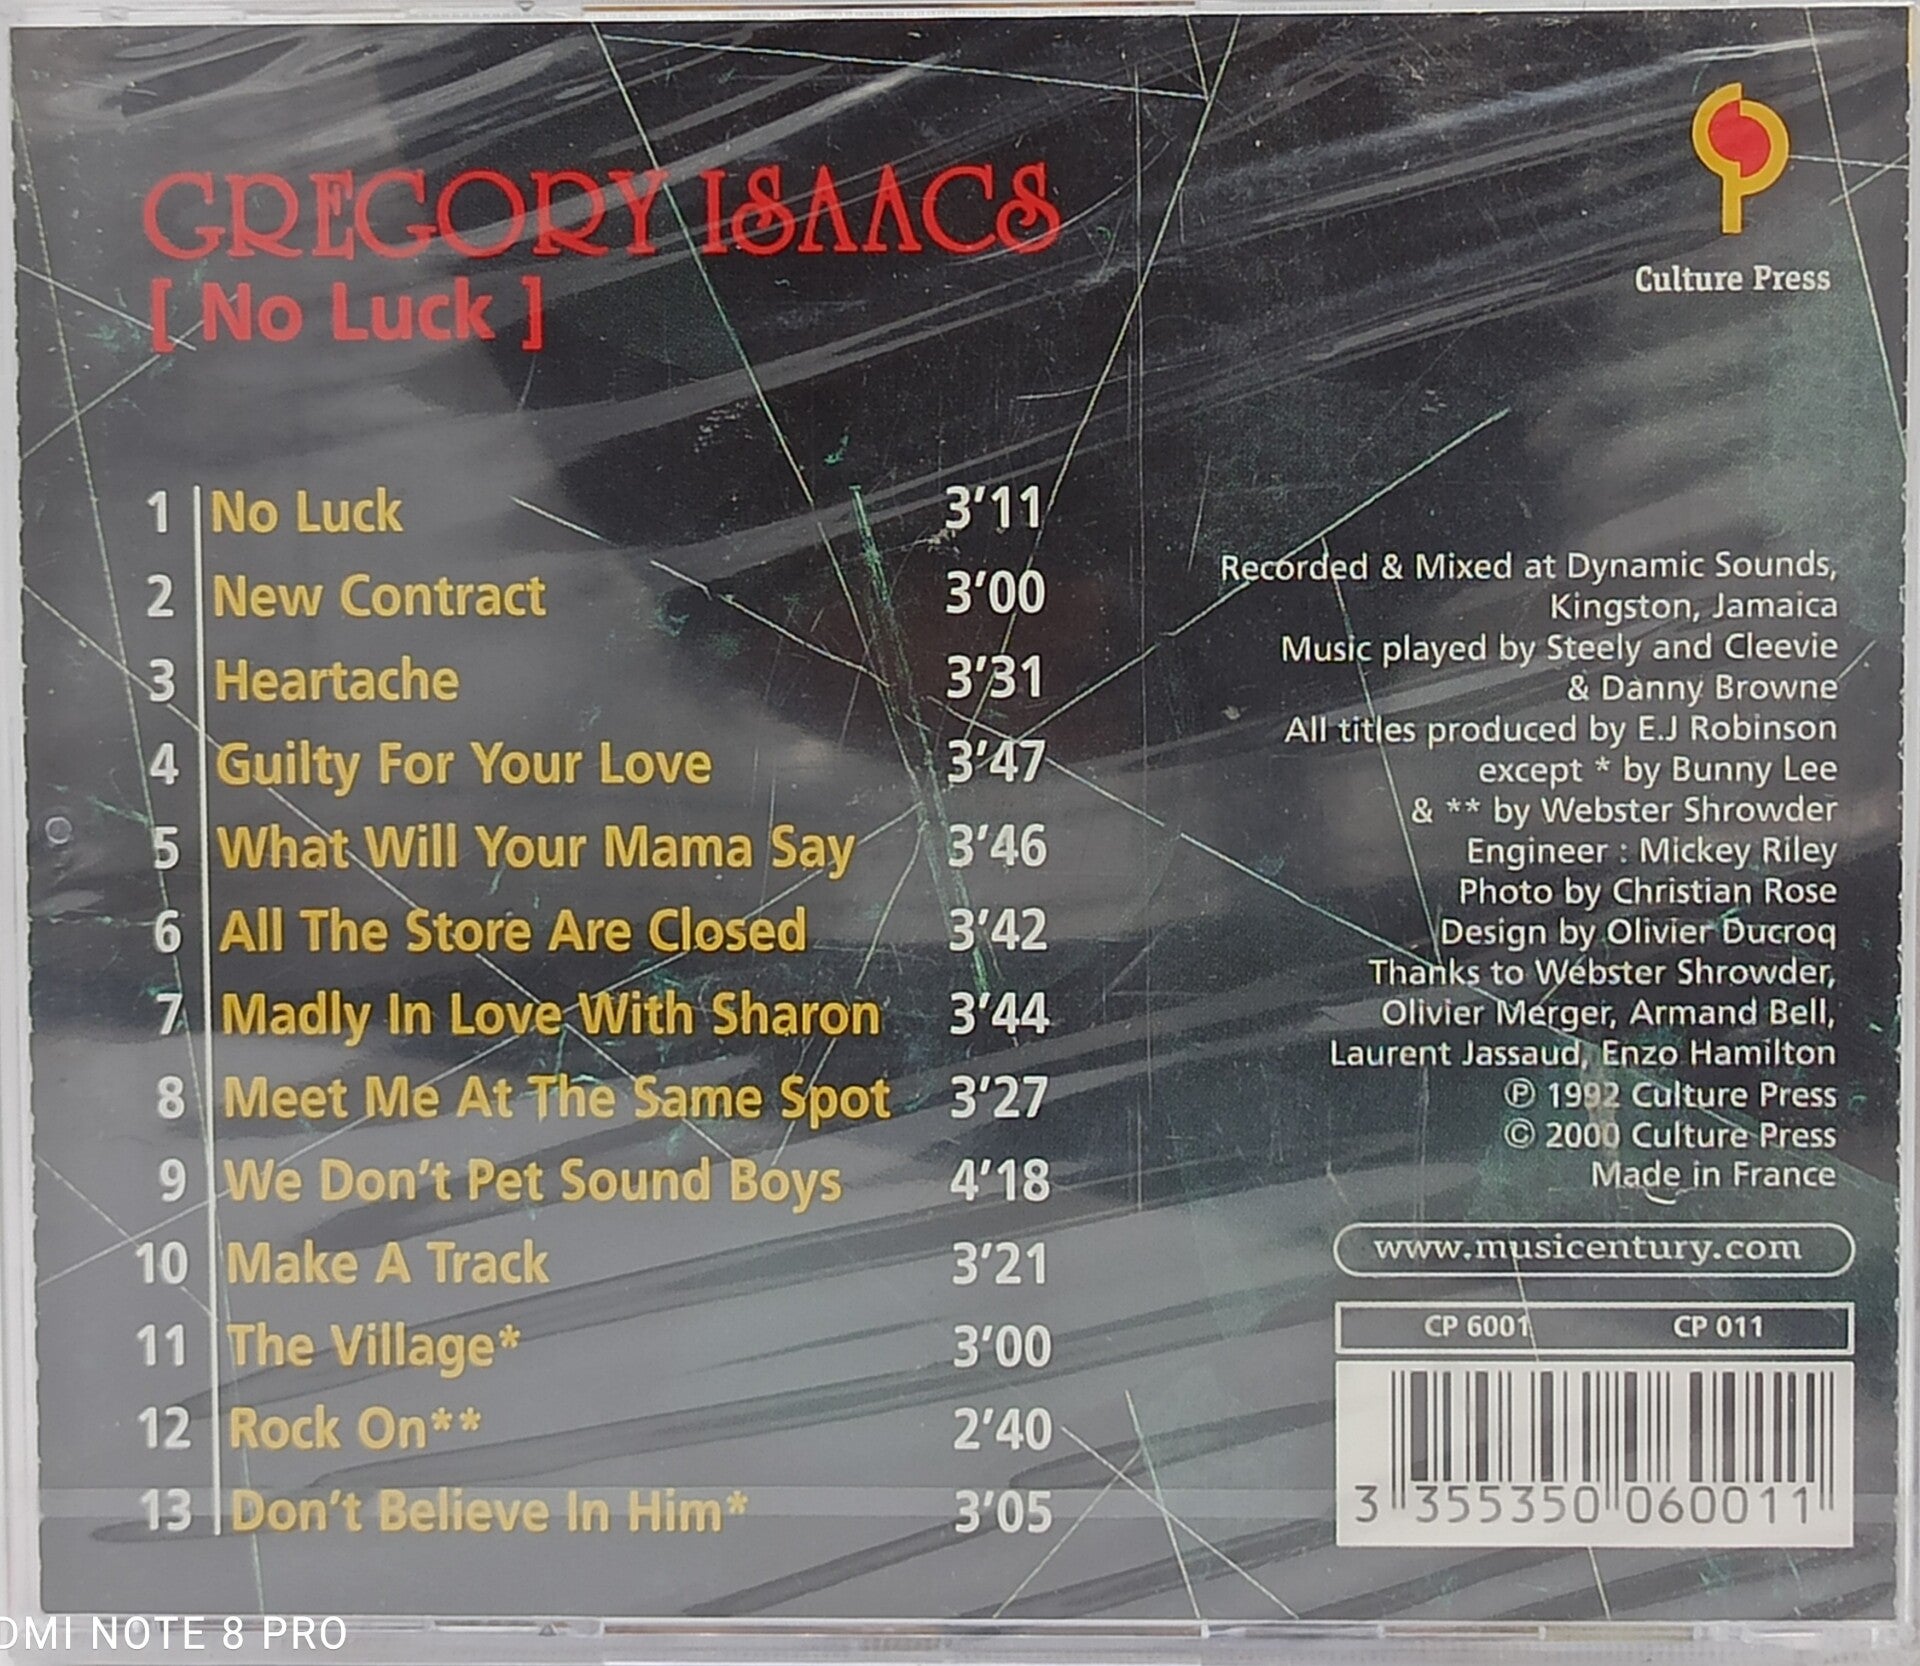 GREGORY ISAACS
[ No Luck ]
Culture Press
1 No Luck 3'11
2 New Contract 3'00
3 Heartache 3'31
4 Guilty For Your Love 3'47
5 What Will Your Mama Say 3'46
6 All The Store Are Closed 3'42
7 Madly In Love With Sharon 3'44
8 Meet Me At The Same Spot 3'27
9 We Don't Pet Sound Boys 4'18
10 Make A Track 3'21
11 The Village* 3'00
12 Rock On** 2'40
13 Don't Believe In Him* 3'05
Recorded & Mixed at Dynamic Sounds,
Kingston, Jamaica
Music played by Steely and Cleevie
& Danny Browne
All titles produced by E.J Robinson
except * by Bunny Lee
& ** by Webster Shrowder
Engineer : Mickey Riley
Photo by Christian Rose
Design by Olivier Ducroq
Thanks to Webster Shrowder,
Olivier Merger, Armand Bell,
Laurent Jassaud, Enzo Hamilton
℗ 1992 Culture Press
© 2000 Culture Press
Made in France
www.musicentury.com
CP 6001 CP 011
3 355350 060011
DMI NOTE 8 PRO